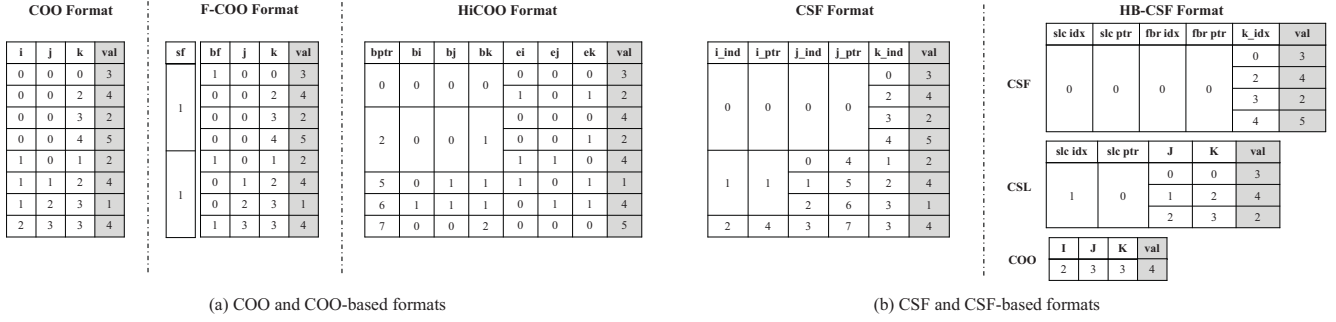 COO Format
i j k val
0 0 0 3
0 0 2 4
0 0 3 2
0 0 4 5
1 0 1 2
1 1 2 4
1 2 3 1
2 3 3 4
F-COO Format
sf bf j k val
1
1 0 0 3
0 0 2 4
0 0 3 2
0 0 4 5
1
1 0 1 2
0 1 2 4
0 2 3 1
1 3 3 4
HiCOO Format
bptr bi bj bk ei ej ek val
0 0 0 0
0 0 0 3
1 0 1 2
2 0 0 1
0 0 0 4
0 0 1 2
1 1 0 4
5 0 1 1 1 0 1 1
6 1 1 1 0 1 1 4
7 0 0 2 0 0 0 5
(a) COO and COO-based formats
CSF Format
i_ind i_ptr j_ind j_ptr k_ind val
0 0 0 0
0 3
2 4
3 2
4 5
1 1
0 4 1 2
1 5 2 4
2 6 3 1
2 4 3 7 3 4
HB-CSF Format
CSF
slc idx slc ptr fbr idx fbr ptr k_idx val
0 0 0 0
0 3
2 4
3 2
4 5
CSL
slc idx slc ptr J K val
1 0
0 0 3
1 2 4
2 3 2
COO
I J K val
2 3 3 4
(b) CSF and CSF-based formats